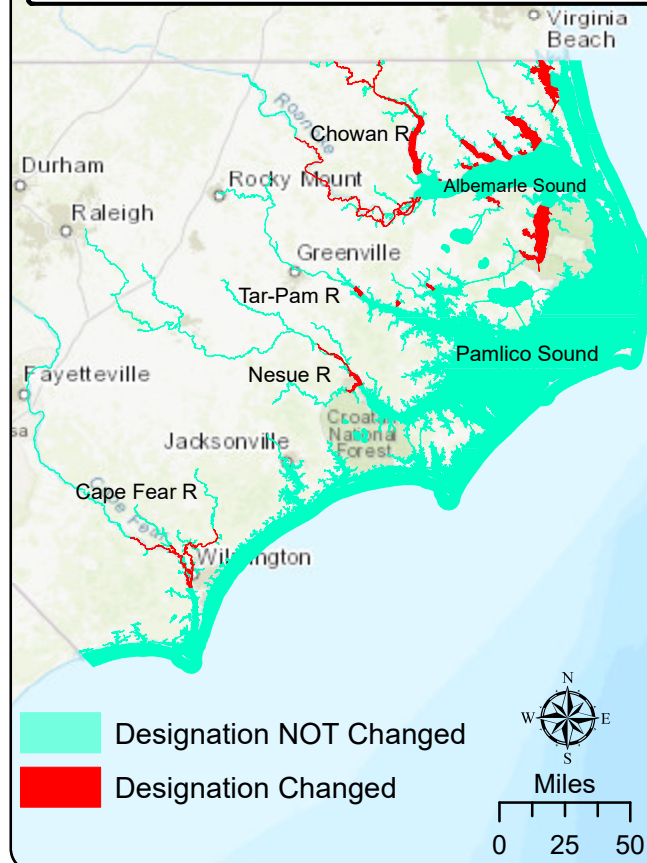 Virginia
Beach
Roanoke
Chowan R
Durham
Rocky Mount
Albemarle Sound
Raleigh
Greenville
Tar-Pam R
Pamlico Sound
Fayetteville
Nesue R
Croatan
National
Forest
sa
Jacksonville
Cape Fear R
Cape Fear
Wilmington
Designation NOT Changed
Designation Changed
N
W
E
S
Miles
0 25 50